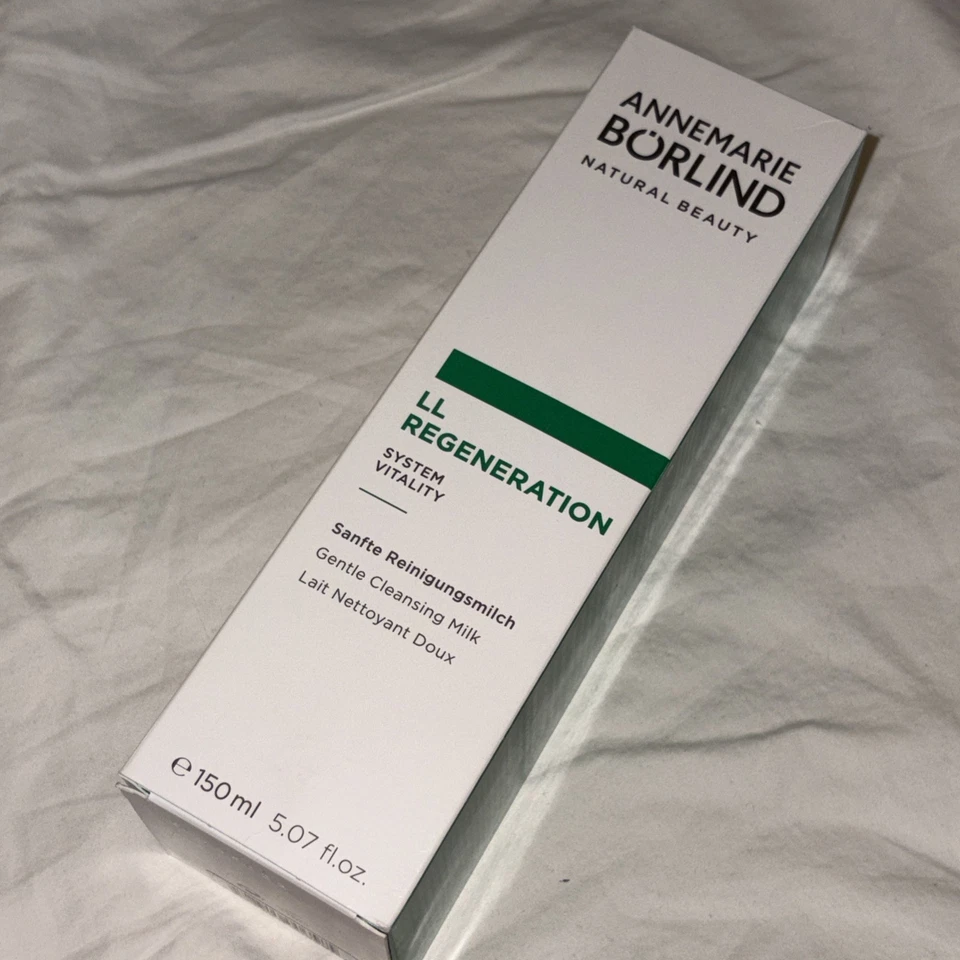 ANNEMARIE
BÖRLIND
NATURAL BEAUTY
LL
REGENERATION
SYSTEM
VITALITY
Sanfte Reinigungsmilch
Gentle Cleansing Milk
Lait Nettoyant Doux
℮ 150 ml 5.07 fl.oz.